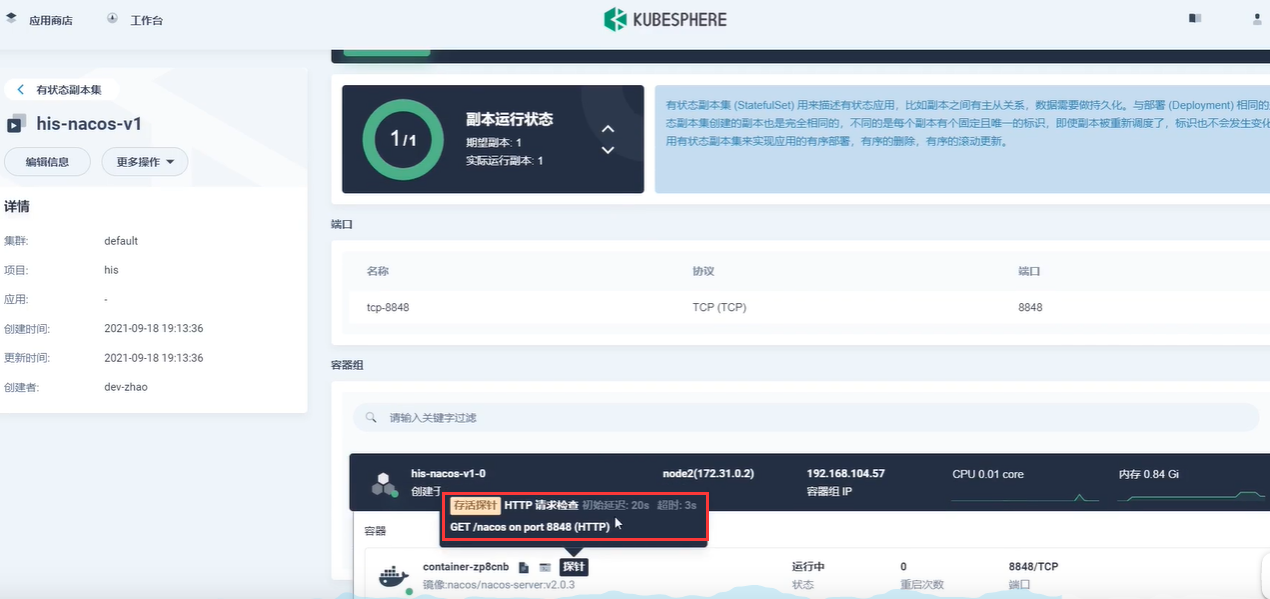 应用商店
工作台
KUBESPHERE
有状态副本集
his-nacos-v1
编辑信息
更多操作
详情
集群: default
项目: his
应用: -
创建时间: 2021-09-18 19:13:36
更新时间: 2021-09-18 19:13:36
创建者: dev-zhao
1/1
副本运行状态
期望副本: 1
实际运行副本: 1
有状态副本集 (StatefulSet) 用来描述有状态应用，比如副本之间有主从关系，数据需要做持久化。与部署 (Deployment) 相同的
态副本集创建的副本也是完全相同的，不同的是每个副本有个固定且唯一的标识，即使副本被重新调度了，标识也不会发生变化
用有状态副本集来实现应用的有序部署，有序的删除，有序的滚动更新。
端口
名称 协议 端口
tcp-8848 TCP (TCP) 8848
容器组
请输入关键字过滤
his-nacos-v1-0 node2(172.31.0.2) 192.168.104.57 CPU 0.01 core 内存 0.84 Gi
创建于 容器组 IP
存活探针 HTTP 请求检查 初始延迟: 20s 超时: 3s
GET /nacos on port 8848 (HTTP)
容器
container-zp8cnb 探针 运行中 0 8848/TCP
镜像:nacos/nacos-server:v2.0.3 状态 重启次数 端口